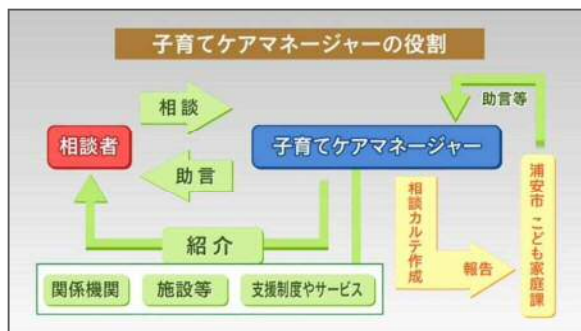 子育てケアマネージャーの役割
相談
助言等
相談者
子育てケアマネージャー
助言
紹介
相談カルテ作成
報告
浦安市 こども家庭課
関係機関
施設等
支援制度やサービス